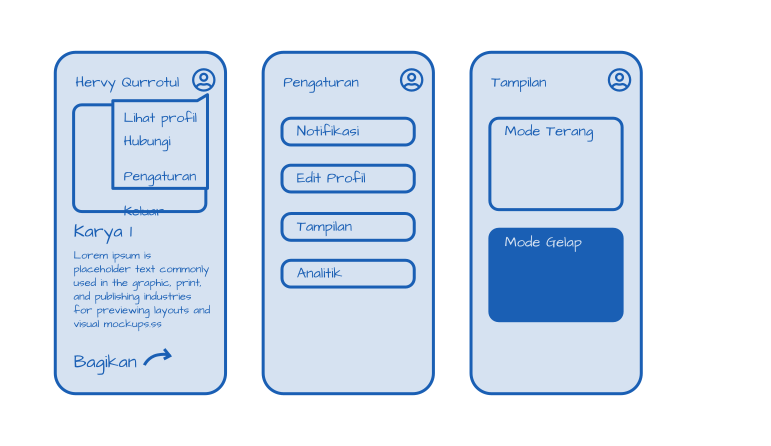 Hervy Qurrotul
Lihat profil
Hubungi
Pengaturan
Keluar
Karya 1
Lorem ipsum is
placeholder text commonly
used in the graphic, print,
and publishing industries
for previewing layouts and
visual mockups.ss
Bagikan
Pengaturan
Notifikasi
Edit Profil
Tampilan
Analitik
Tampilan
Mode Terang
Mode Gelap